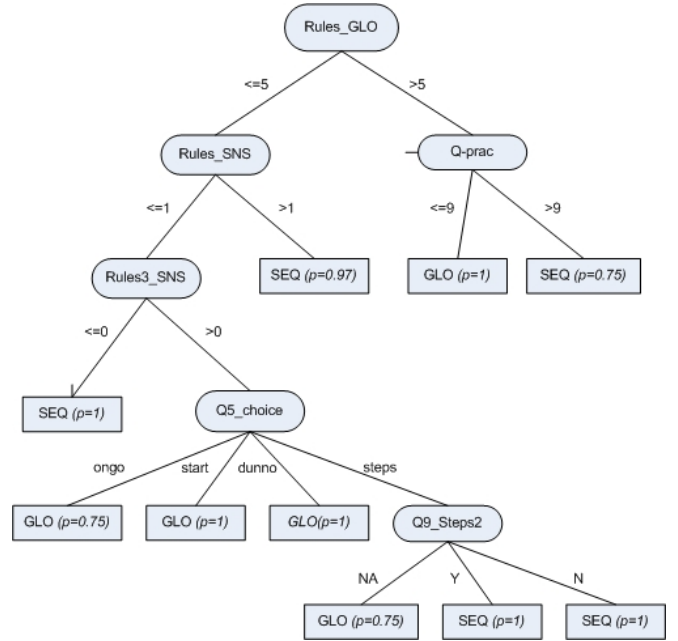 Rules_GLO
<=5 >5
Rules_SNS Q-prac
<=1 >1 <=9 >9
Rules3_SNS SEQ (p=0.97) GLO (p=1) SEQ (p=0.75)
<=0 >0
SEQ (p=1) Q5_choice
ongo start dunno steps
GLO (p=0.75) GLO (p=1) GLO(p=1) Q9_Steps2
NA Y N
GLO (p=0.75) SEQ (p=1) SEQ (p=1)